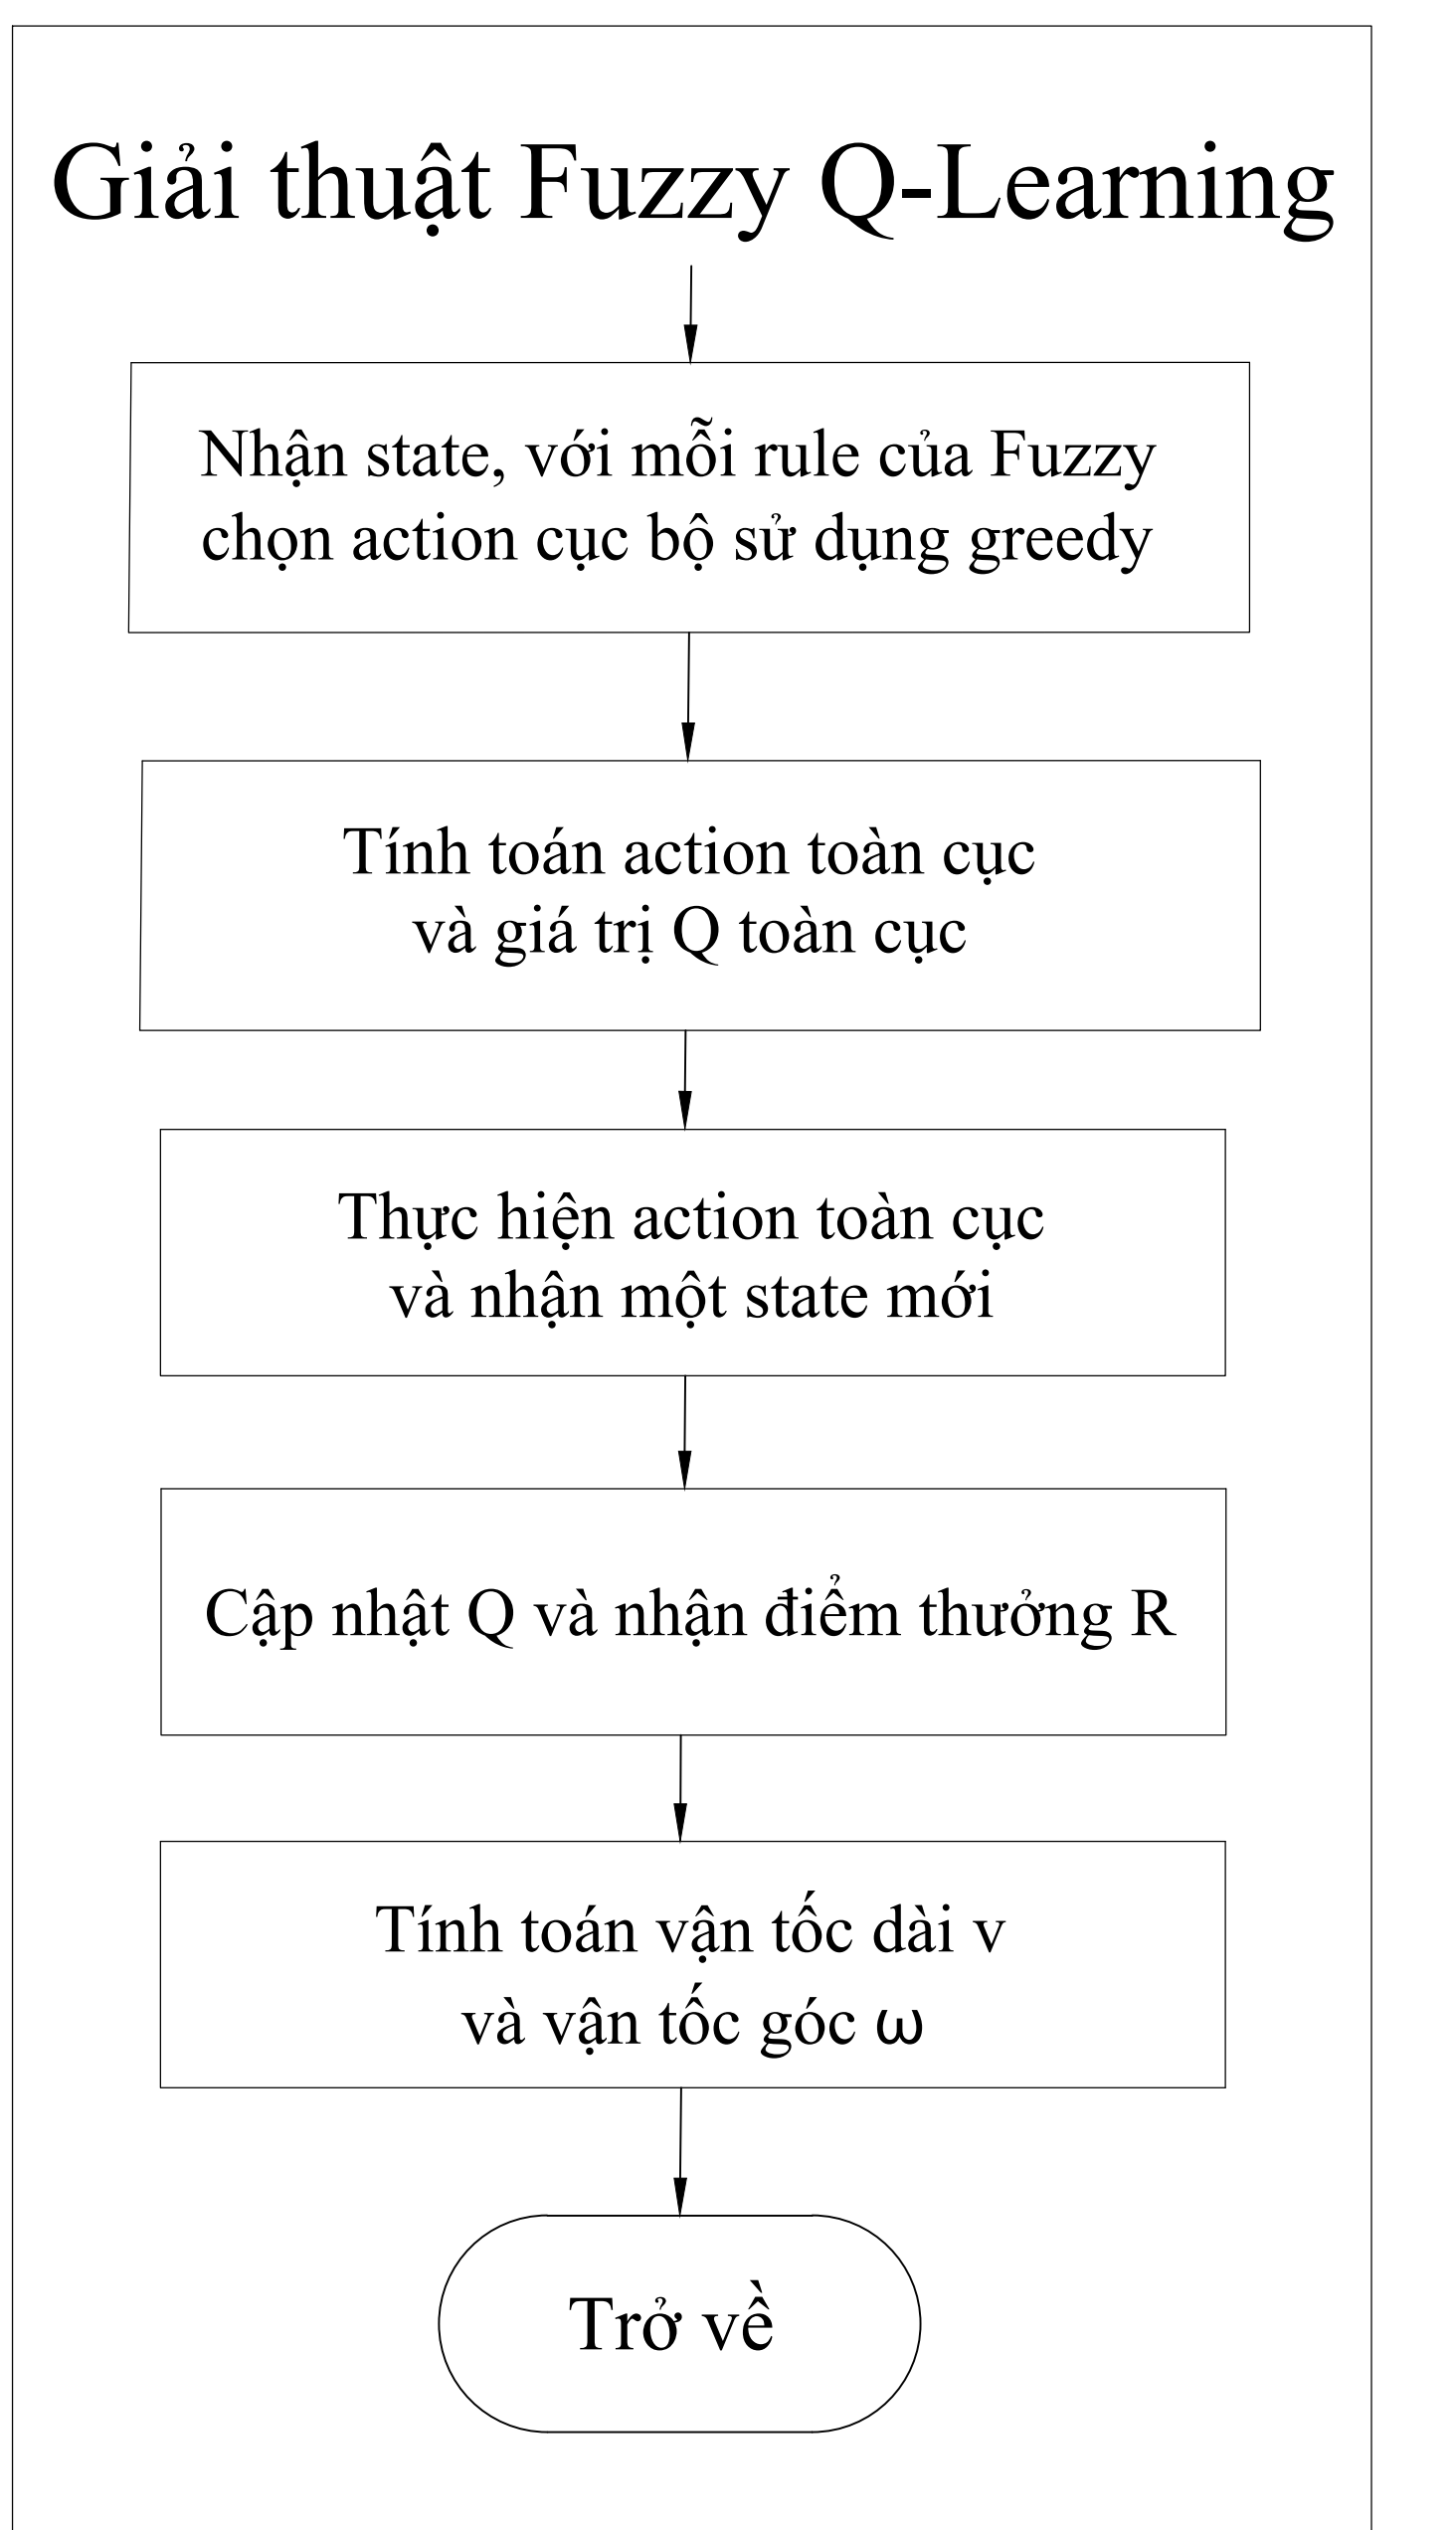 Giải thuật Fuzzy Q-Learning
Nhận state, với mỗi rule của Fuzzy
chọn action cục bộ sử dụng greedy
Tính toán action toàn cục
và giá trị Q toàn cục
Thực hiện action toàn cục
và nhận một state mới
Cập nhật Q và nhận điểm thưởng R
Tính toán vận tốc dài v
và vận tốc góc ω
Trở về